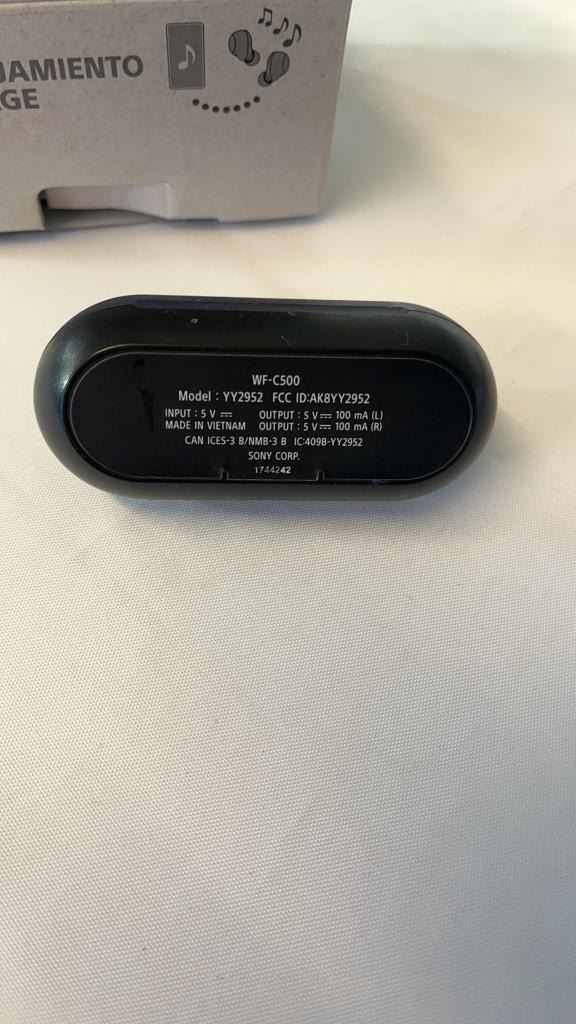 JAMIENTO
GE
WF-C500
Model : YY2952 FCC ID:AK8YY2952
INPUT : 5 V ⎓ OUTPUT : 5 V ⎓ 100 mA (L)
MADE IN VIETNAM OUTPUT : 5 V ⎓ 100 mA (R)
CAN ICES-3 B/NMB-3 B IC:409B-YY2952
SONY CORP.
1744242